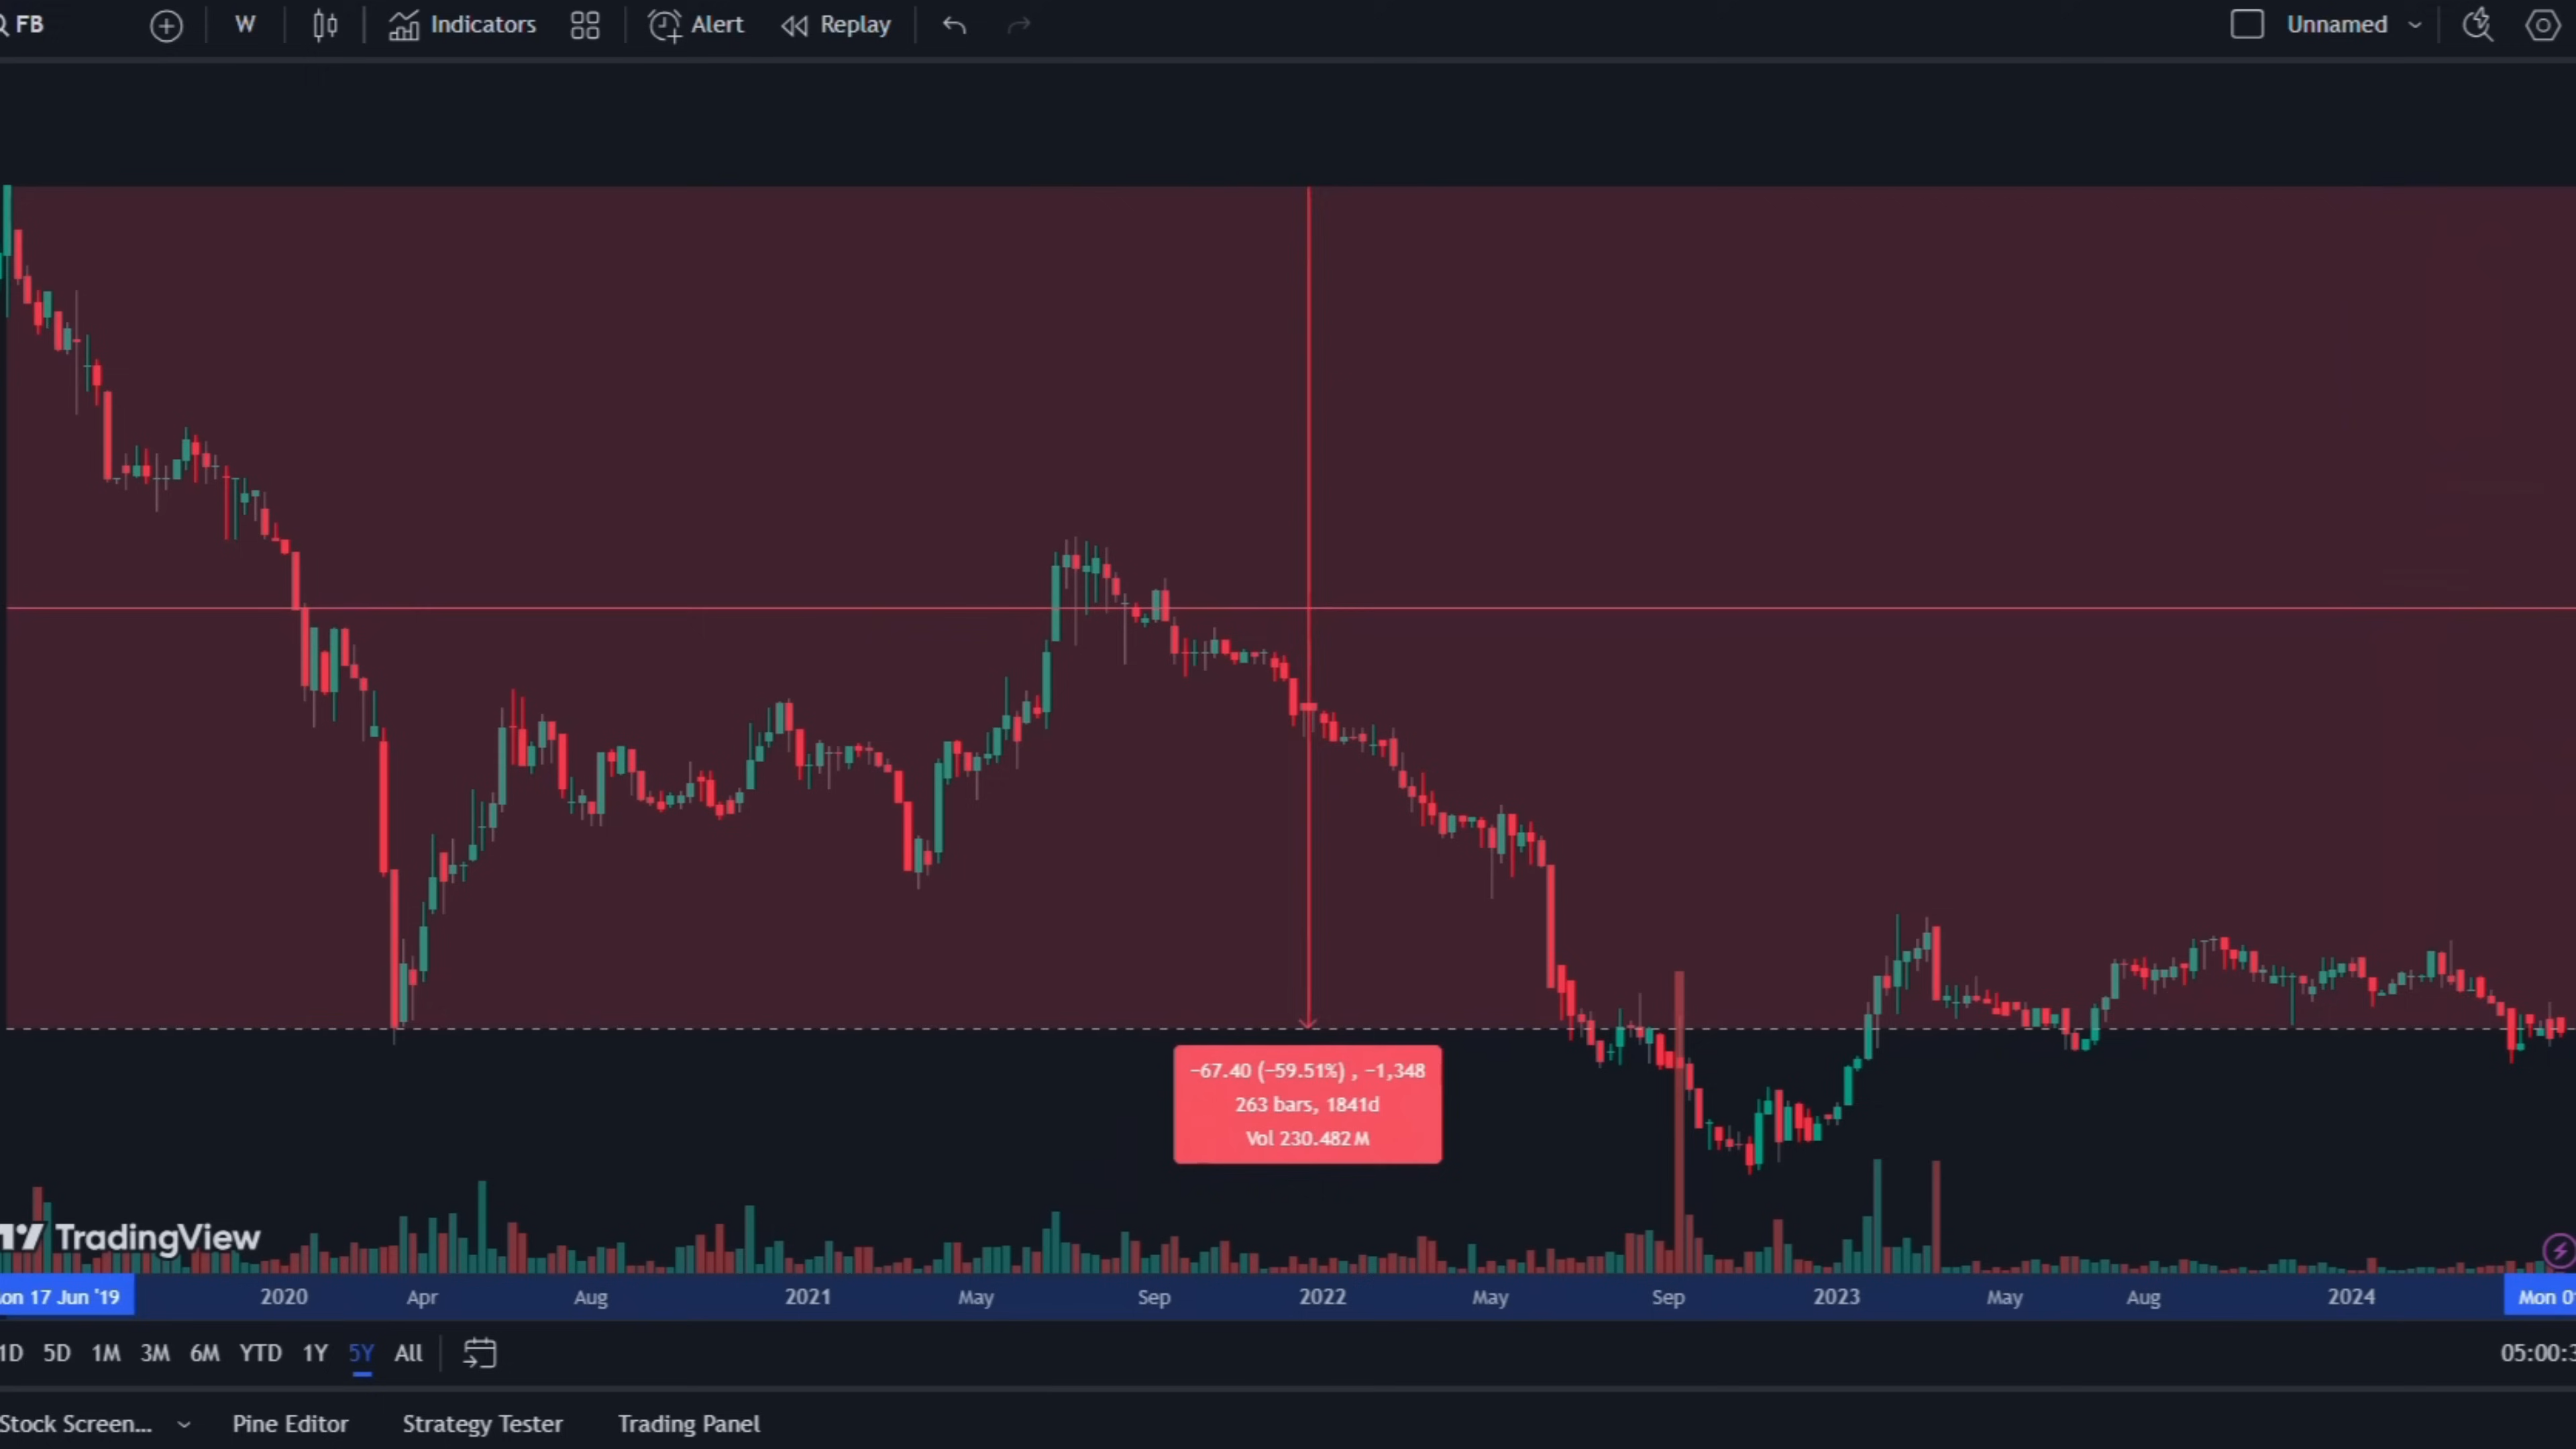 FB W Indicators Alert Replay Unnamed
−67.40 (−59.51%) , −1,348
263 bars, 1841d
Vol 230.482 M
TradingView
on 17 Jun '19 2020 Apr Aug 2021 May Sep 2022 May Sep 2023 May Aug 2024 Mon 0
1D 5D 1M 3M 6M YTD 1Y 5Y All 05:00:3
Stock Screen... Pine Editor Strategy Tester Trading Panel